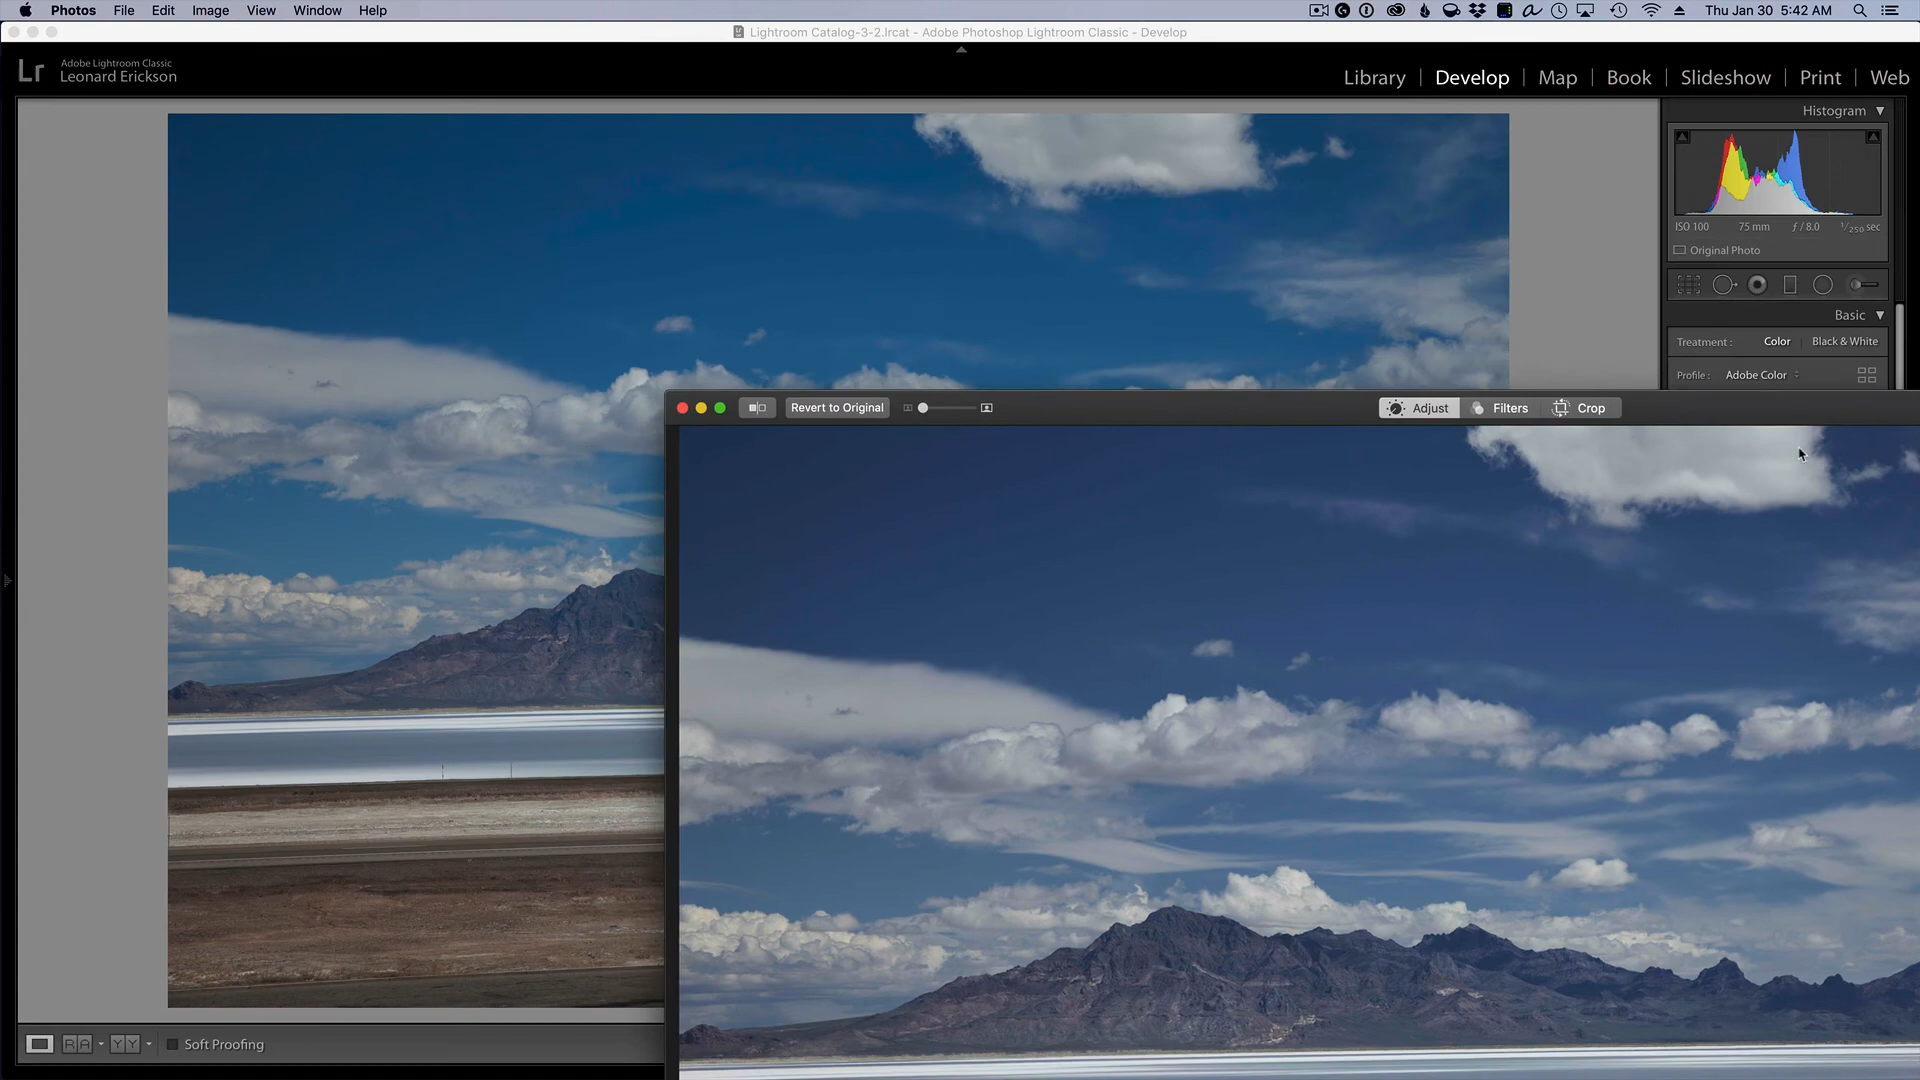 Photos File Edit Image View Window Help Thu Jan 30 5:42 AM
Lightroom Catalog-3-2.lrcat - Adobe Photoshop Lightroom Classic - Develop
Lr Adobe Lightroom Classic
Leonard Erickson
Library | Develop | Map | Book | Slideshow | Print | Web
Histogram
ISO 100 75 mm ƒ / 8.0 1/250 sec
Original Photo
Basic
Treatment : Color Black & White
Profile : Adobe Color
Revert to Original Adjust Filters Crop
R A Y Y Soft Proofing